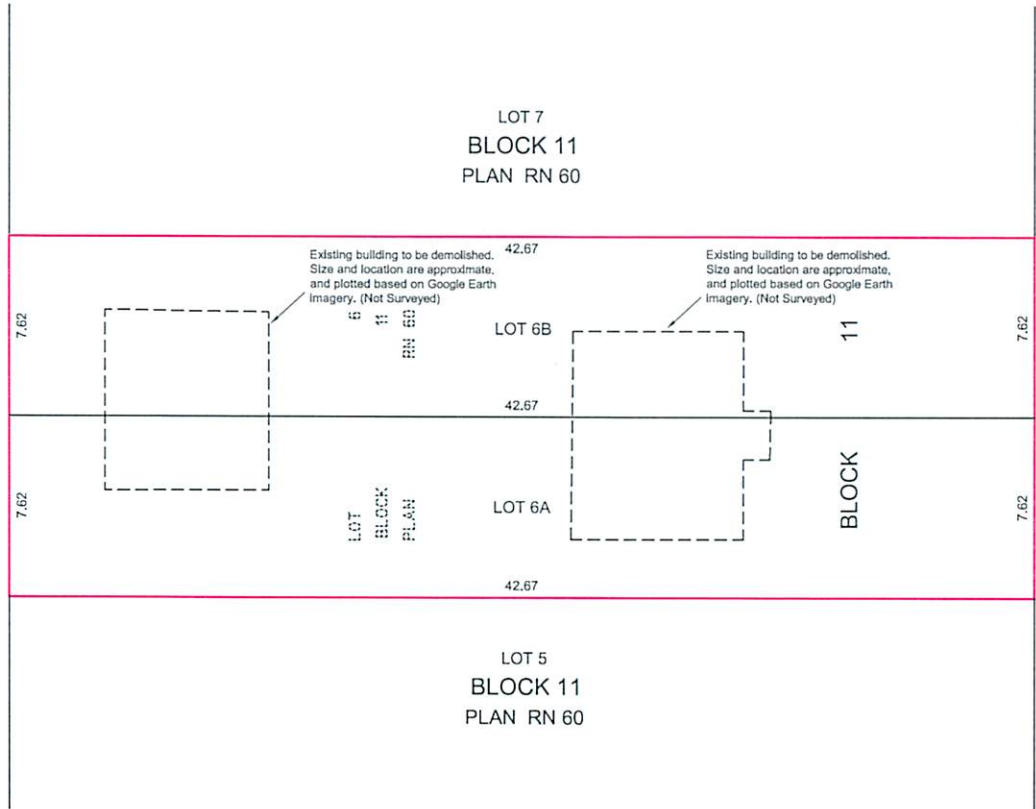 LOT 7
BLOCK 11
PLAN RN 60
42.67
Existing building to be demolished.
Size and location are approximate,
and plotted based on Google Earth
Imagery. (Not Surveyed)
Existing building to be demolished.
Size and location are approximate,
and plotted based on Google Earth
Imagery. (Not Surveyed)
7.62
LOT 6B
7.62
42.67
LOT 6
BLOCK 11
PLAN RN 60
BLOCK 11
7.62
LOT 6A
7.62
42.67
LOT 5
BLOCK 11
PLAN RN 60